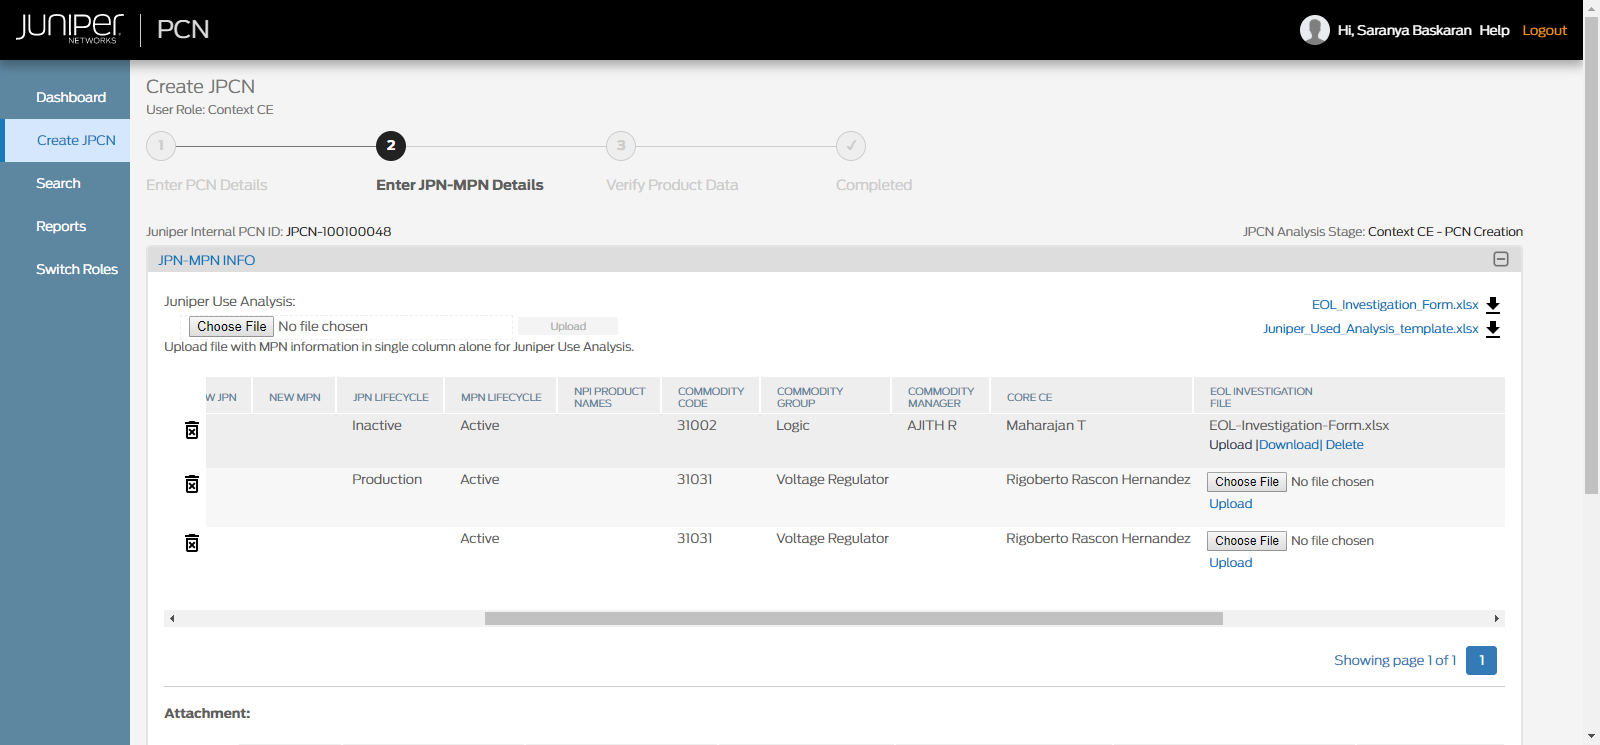 JUNIPER NETWORKS
PCN
Hi, Saranya Baskaran Help Logout
Dashboard
Create JPCN
Search
Reports
Switch Roles
Create JPCN
User Role: Context CE
1 2 3 ✓
Enter PCN Details Enter JPN-MPN Details Verify Product Data Completed
Juniper Internal PCN ID: JPCN-100100048 JPCN Analysis Stage: Context CE - PCN Creation
JPN-MPN INFO
Juniper Use Analysis:
Choose File No file chosen Upload
Upload file with MPN information in single column alone for Juniper Use Analysis.
EOL_Investigation_Form.xlsx
Juniper_Used_Analysis_template.xlsx
W JPN NEW MPN JPN LIFECYCLE MPN LIFECYCLE NPI PRODUCT NAMES COMMODITY CODE COMMODITY GROUP COMMODITY MANAGER CORE CE EOL INVESTIGATION FILE
Inactive Active 31002 Logic AJITH R Maharajan T EOL-Investigation-Form.xlsx
Upload |Download| Delete
Production Active 31031 Voltage Regulator Rigoberto Rascon Hernandez Choose File No file chosen
Upload
Active 31031 Voltage Regulator Rigoberto Rascon Hernandez Choose File No file chosen
Upload
Showing page 1 of 1 1
Attachment: